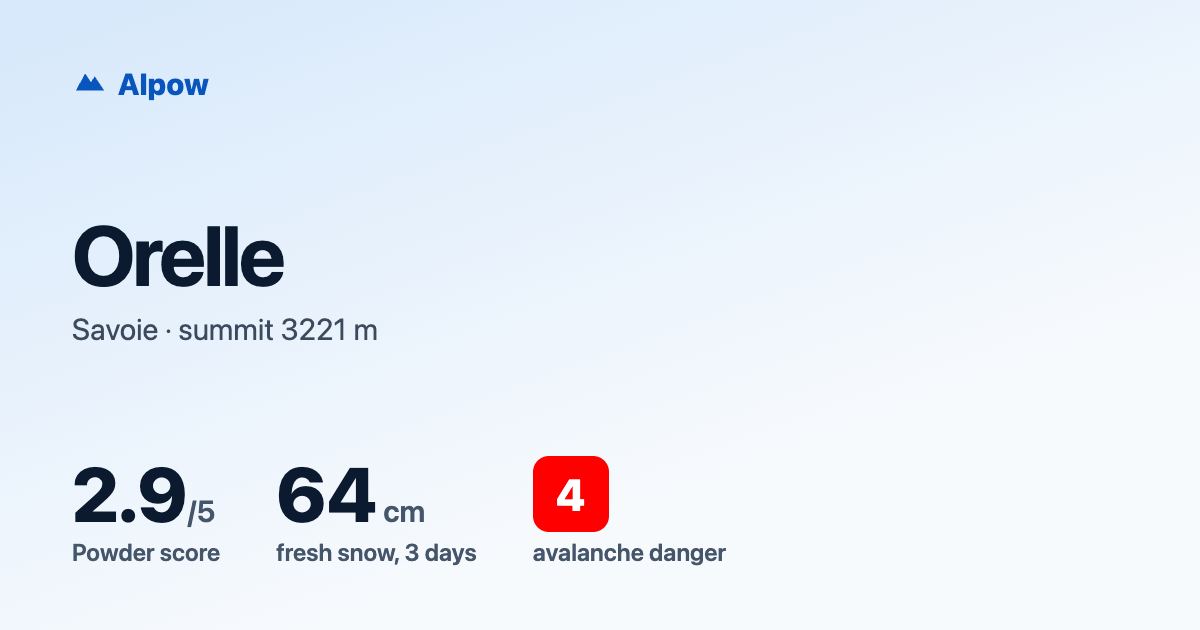 Alpow
Orelle
Savoie · summit 3221 m
2.9/5
Powder score
64 cm
fresh snow, 3 days
4
avalanche danger